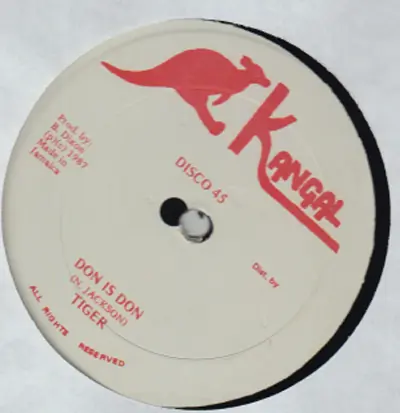 KANGAL
Prod. by:
B. Dixon
(p)(c) 1987
Made in
Jamaica
DISCO 45
Dist. by
DON IS DON
(N. JACKSON)
TIGER
ALL RIGHTS RESERVED